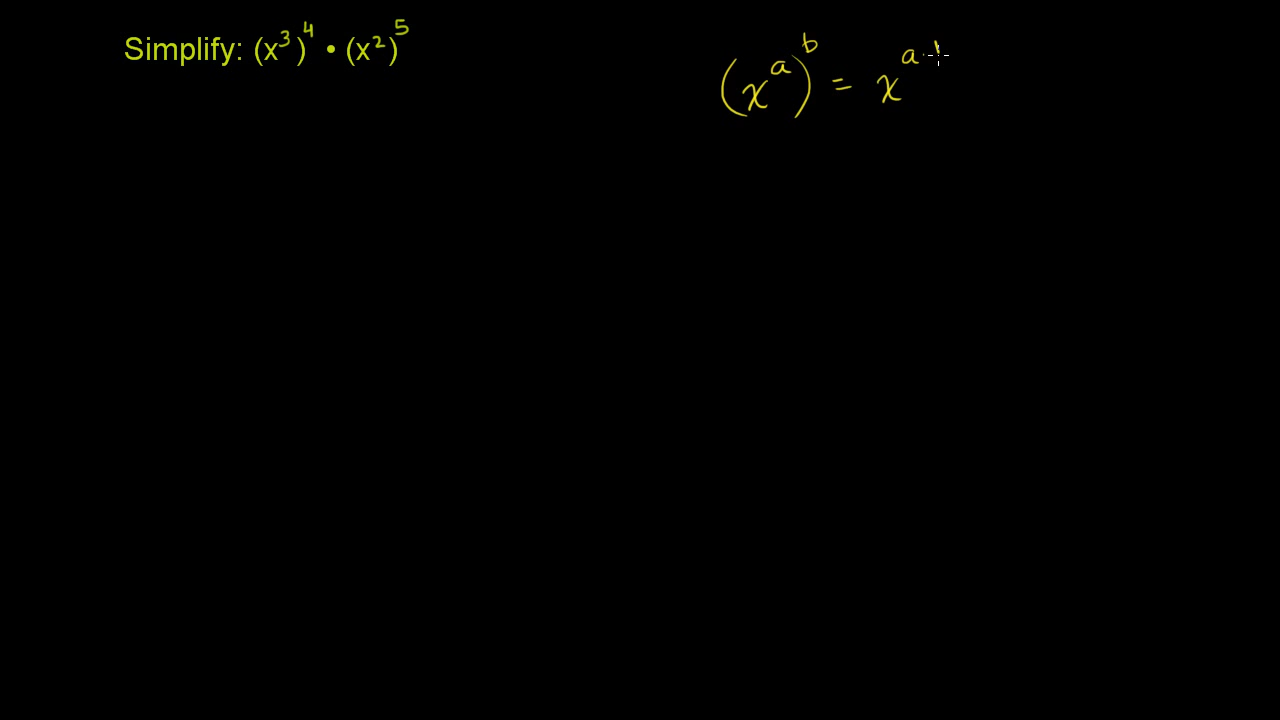 Simplify: (x³)⁴ • (x²)⁵
(x^a)^b = x^a·